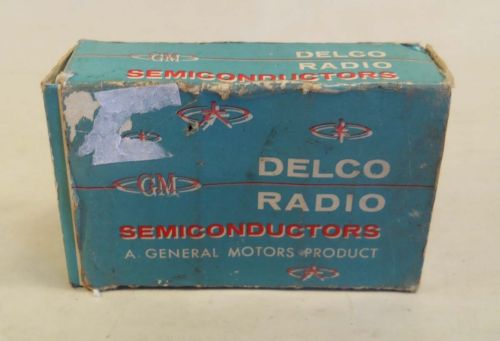 GM DELCO
RADIO
SEMICONDUCTORS
GM DELCO
RADIO
SEMICONDUCTORS
A GENERAL MOTORS PRODUCT